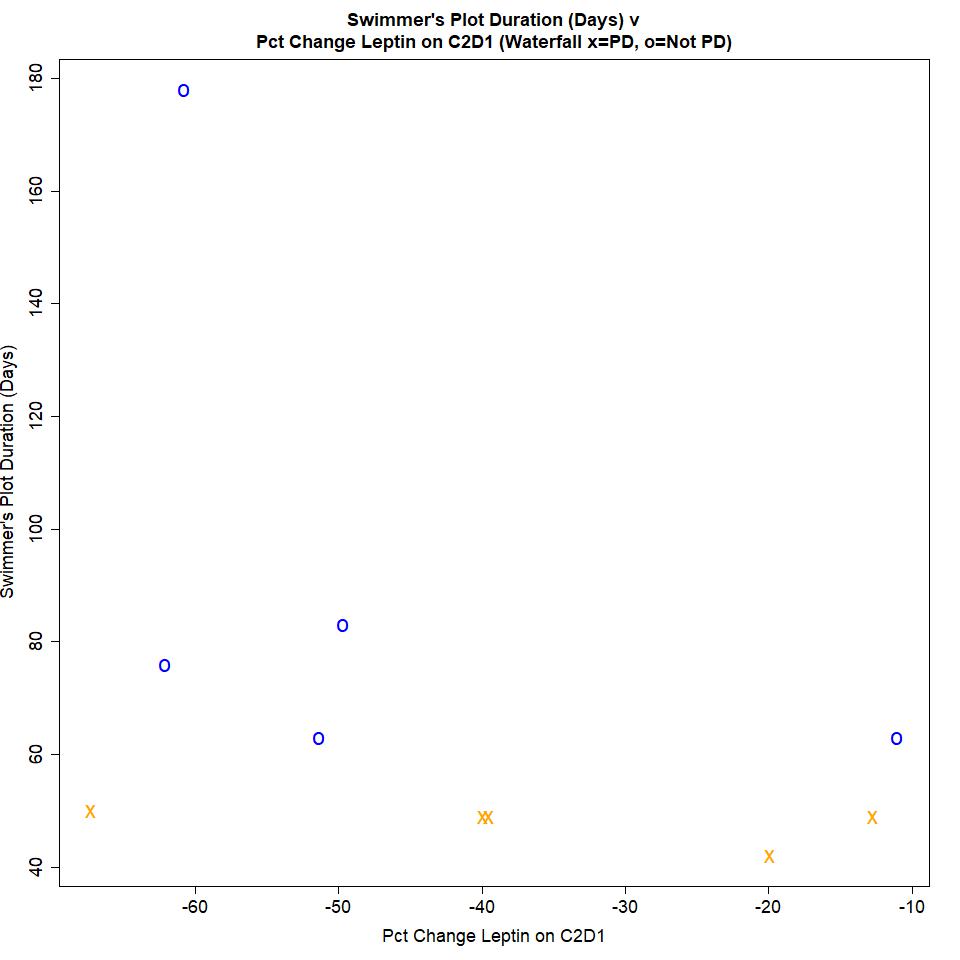 Swimmer's Plot Duration (Days) v
Pct Change Leptin on C2D1 (Waterfall x=PD, o=Not PD)
Swimmer's Plot Duration (Days)
180
160
140
120
100
80
60
40
O
O
O
O
O
X
XX
X
X
-60 -50 -40 -30 -20 -10
Pct Change Leptin on C2D1